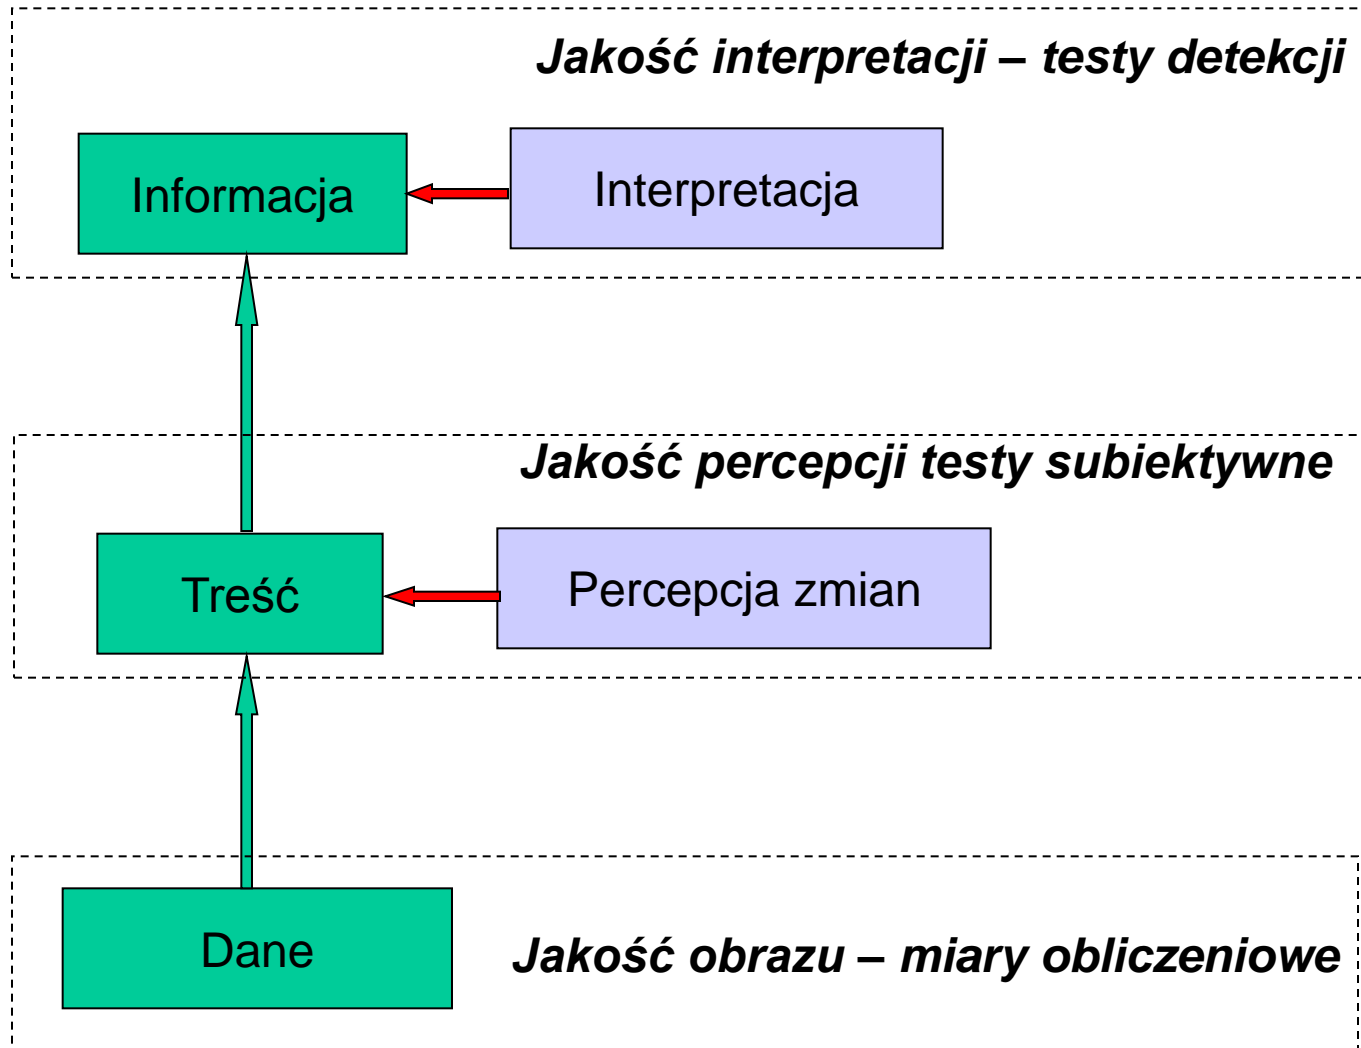 Jakość interpretacji – testy detekcji
Informacja
Interpretacja
Jakość percepcji testy subiektywne
Treść
Percepcja zmian
Dane
Jakość obrazu – miary obliczeniowe